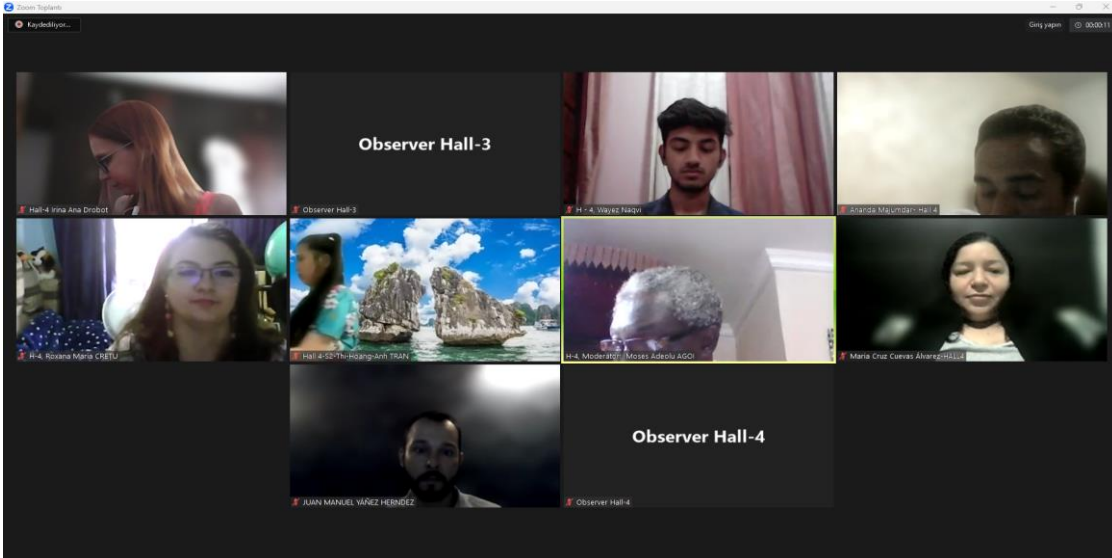 Zoom Toplantı
Kaydediliyor...
Giriş yapın
00:00:11
Hall-4 Irina Ana Drobot
Observer Hall-3
Observer Hall-3
H - 4, Wayez Naqvi
Ananda Majumdar- Hall 4
H-4, Roxana Maria CREȚU
Hall 4-S2-Thi-Hoang-Anh TRAN
H-4, Moderator: Moses Adeolu AGOI
Maria Cruz Cuevas Álvarez-HALL4
JUAN MANUEL YÁÑEZ HERNDEZ
Observer Hall-4
Observer Hall-4